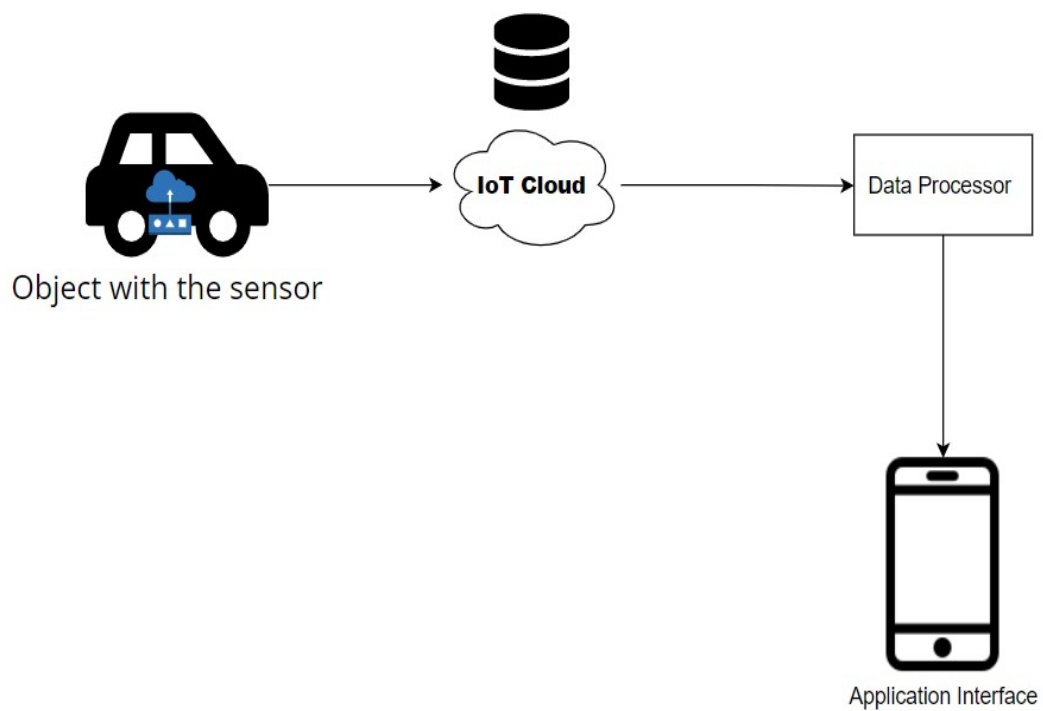 IoT Cloud
Data Processor
Object with the sensor
Application Interface